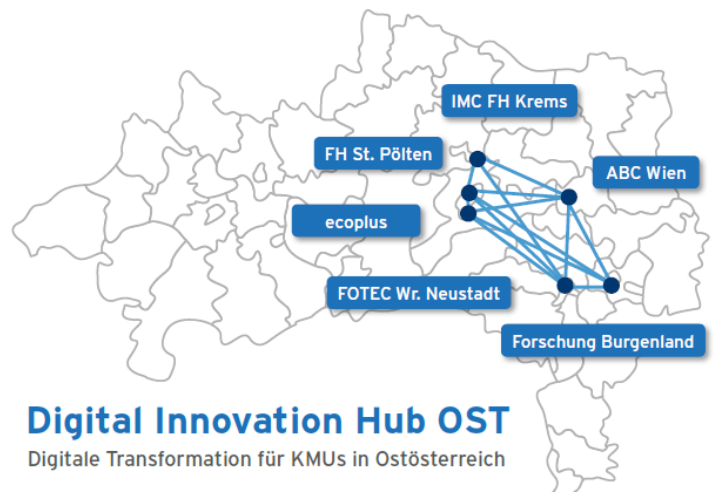 IMC FH Krems
FH St. Pölten
ABC Wien
ecoplus
FOTEC Wr. Neustadt
Forschung Burgenland
Digital Innovation Hub OST
Digitale Transformation für KMUs in Ostösterreich